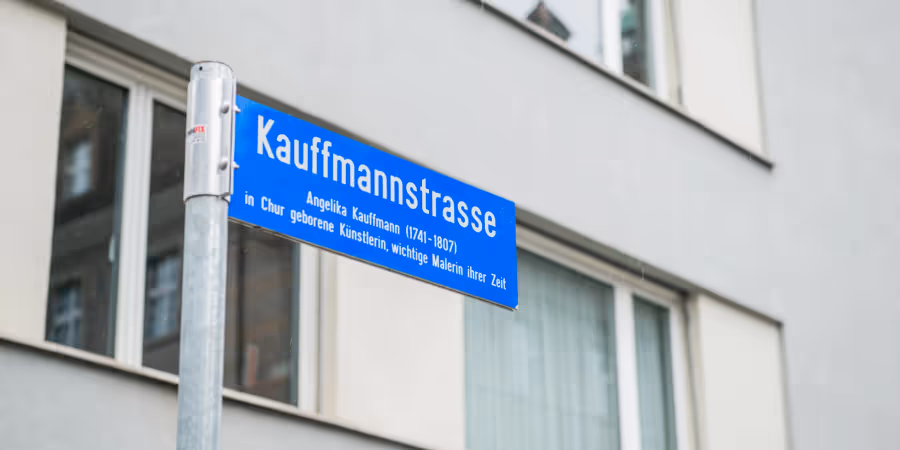 Kauffmannstrasse
Angelika Kauffmann (1741-1807)
in Chur geborene Künstlerin, wichtige Malerin ihrer Zeit